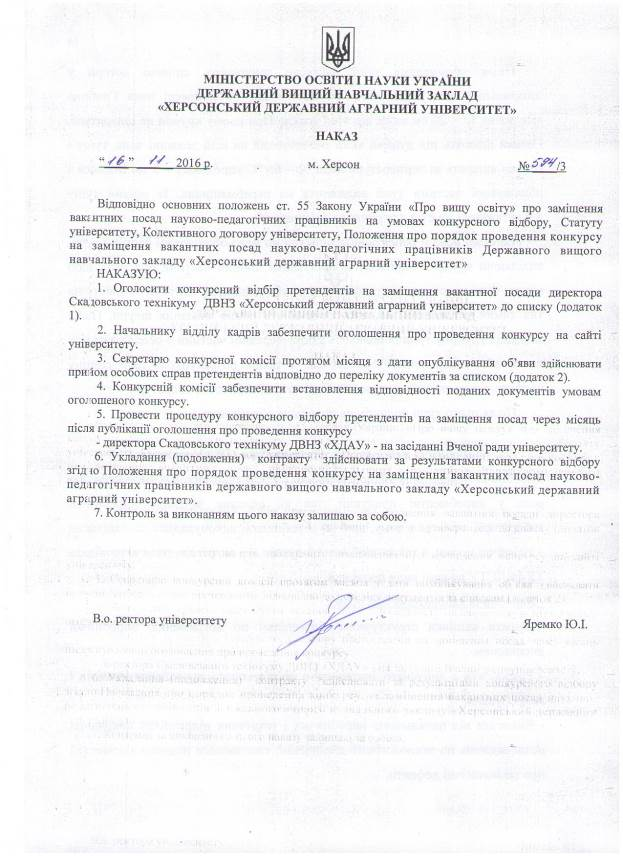 МІНІСТЕРСТВО ОСВІТИ І НАУКИ УКРАЇНИ
ДЕРЖАВНИЙ ВИЩИЙ НАВЧАЛЬНИЙ ЗАКЛАД
«ХЕРСОНСЬКИЙ ДЕРЖАВНИЙ АГРАРНИЙ УНІВЕРСИТЕТ»
НАКАЗ
“16” 11. 2016 р. м. Херсон № 584/3
Відповідно основних положень ст. 55 Закону України «Про вищу освіту» про заміщення
вакантних посад науково-педагогічних працівників на умовах конкурсного відбору, Статуту
університету, Колективного договору університету, Положення про порядок проведення конкурсу
на заміщення вакантних посад науково-педагогічних працівників Державного вищого
навчального закладу «Херсонський державний аграрний університет»
НАКАЗУЮ:
1. Оголосити конкурсний відбір претендентів на заміщення вакантної посади директора
Скадовського технікуму ДВНЗ «Херсонський державний аграрний університет» до списку (додаток
1).
2. Начальнику відділу кадрів забезпечити оголошення про проведення конкурсу на сайті
університету.
3. Секретарю конкурсної комісії протягом місяця з дати опублікування об’яви здійснювати
прийом особових справ претендентів відповідно до переліку документів за списком (додаток 2).
4. Конкурсній комісії забезпечити встановлення відповідності поданих документів умовам
оголошеного конкурсу.
5. Провести процедуру конкурсного відбору претендентів на заміщення посад через місяць
після публікації оголошення про проведення конкурсу
- директора Скадовського технікуму ДВНЗ «ХДАУ» - на засіданні Вченої ради університету.
6. Укладання (подовження) контракту здійснювати за результатами конкурсного відбору
згідно Положення про порядок проведення конкурсу на заміщення вакантних посад науково-
педагогічних працівників державного вищого навчального закладу «Херсонський державний
аграрний університет».
7. Контроль за виконанням цього наказу залишаю за собою.
В.о. ректора університету Яремко Ю.І.